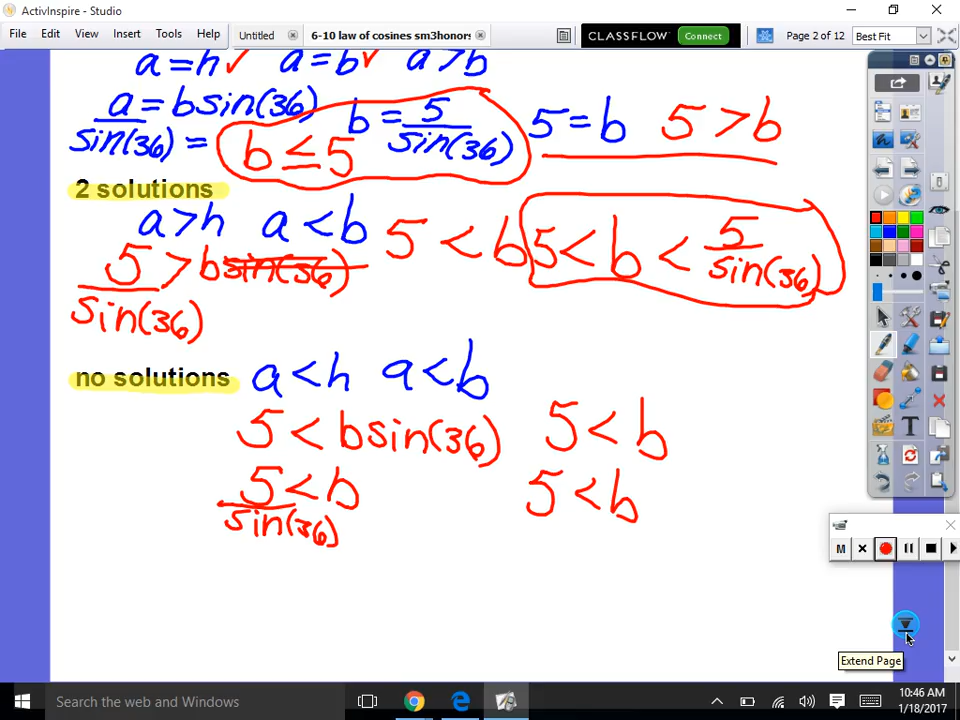 ActivInspire - Studio
File Edit View Insert Tools Help Untitled 6-10 law of cosines sm3honors CLASSFLOW Connect Page 2 of 12 Best Fit
a = h✓ a = b✓ a > b
a = b sin(36) b = 5/sin(36) 5 = b 5 > b
sin(36) = b ≤ 5
2 solutions
a > h a < b 5 < b 5 < b < 5/sin(36)
5/sin(36) > b sin(36)
no solutions a < h a < b
5 < b sin(36) 5 < b
5/sin(36) < b 5 < b
M
Extend Page
Search the web and Windows
10:46 AM
1/18/2017